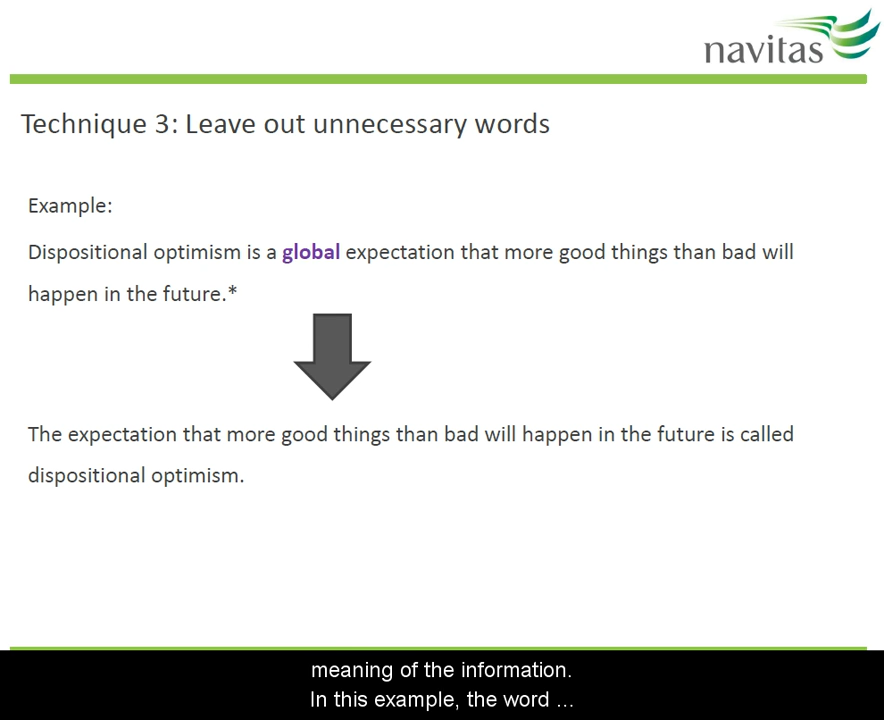 navitas
Technique 3: Leave out unnecessary words
Example:
Dispositional optimism is a global expectation that more good things than bad will
happen in the future.*
The expectation that more good things than bad will happen in the future is called
dispositional optimism.
meaning of the information.
In this example, the word ...